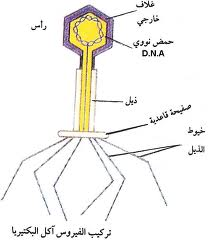 غلاف
خارجي
رأس
حمض نووي
D.N.A
ذيل
صفيحة قاعدية
خيوط
الذيل
تركيب الفيروس آكل البكتيريا